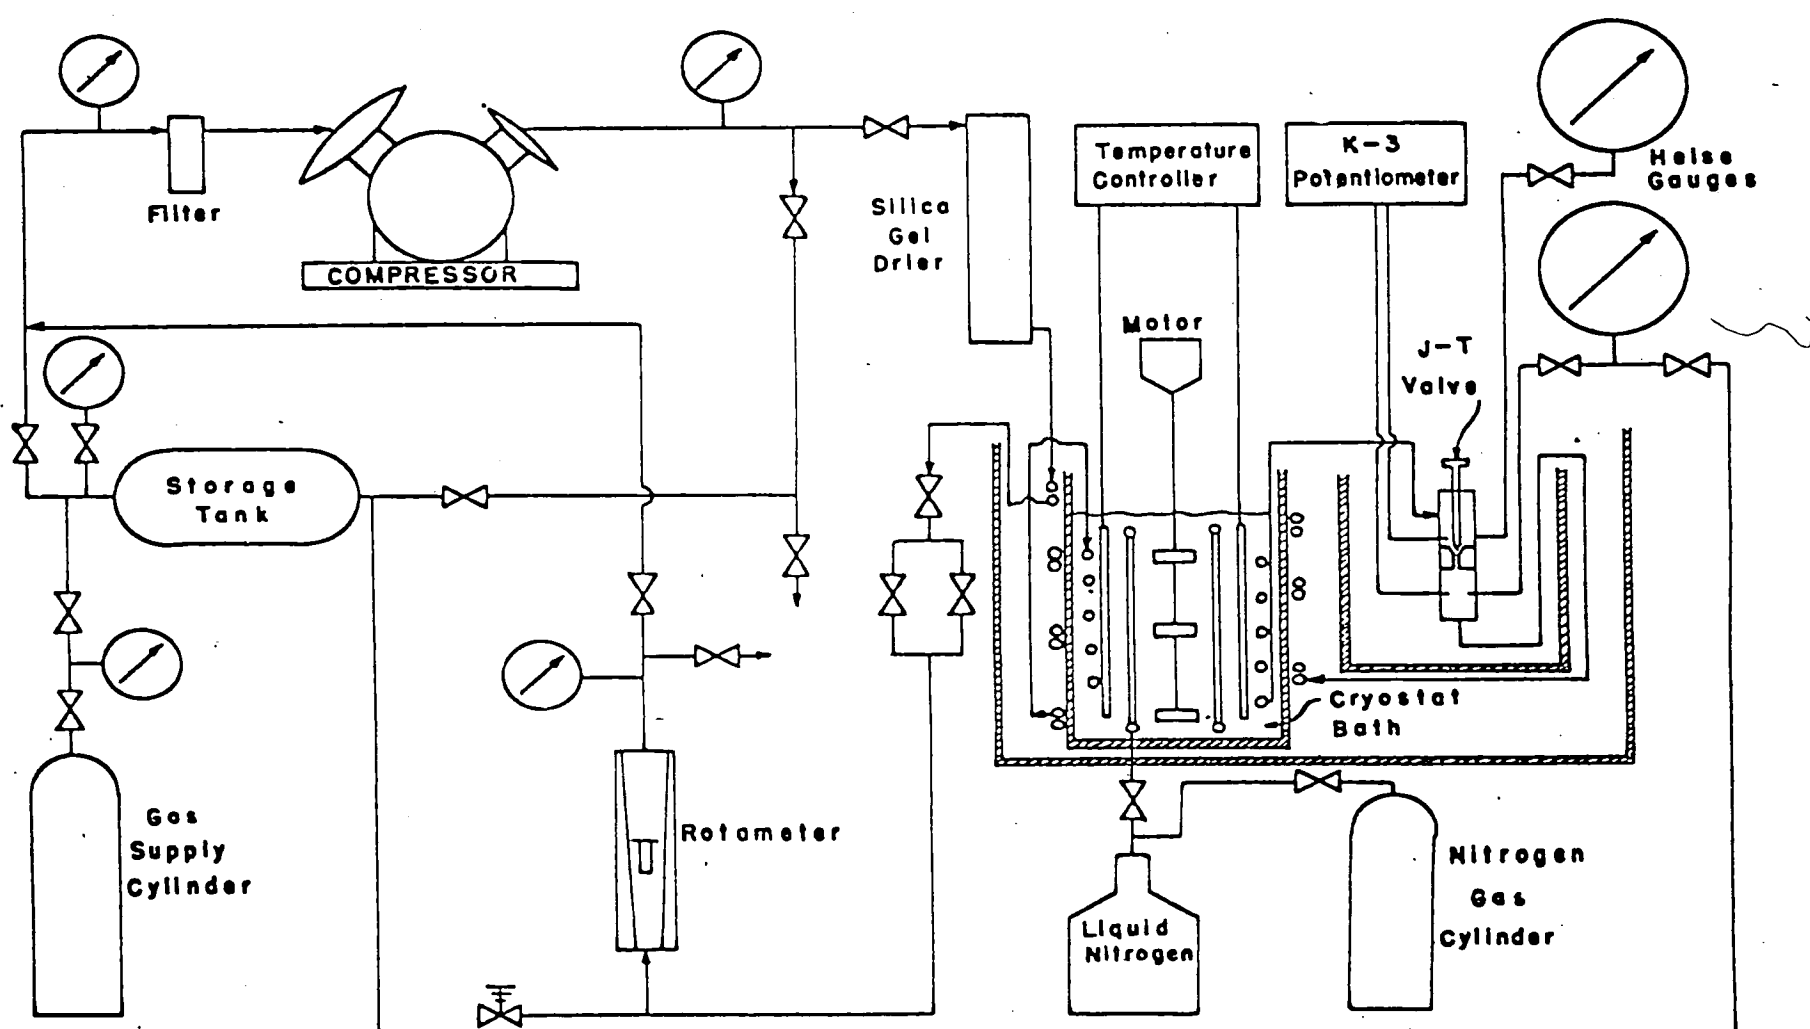 Filter
COMPRESSOR
Silica
Gel
Drier
Temperature
Controller
K-3
Potentiometer
Heise
Gauges
Motor
J-T
Valve
Storage
Tank
Cryostat
Bath
Gas
Supply
Cylinder
Rotameter
Liquid
Nitrogen
Nitrogen
Gas
Cylinder